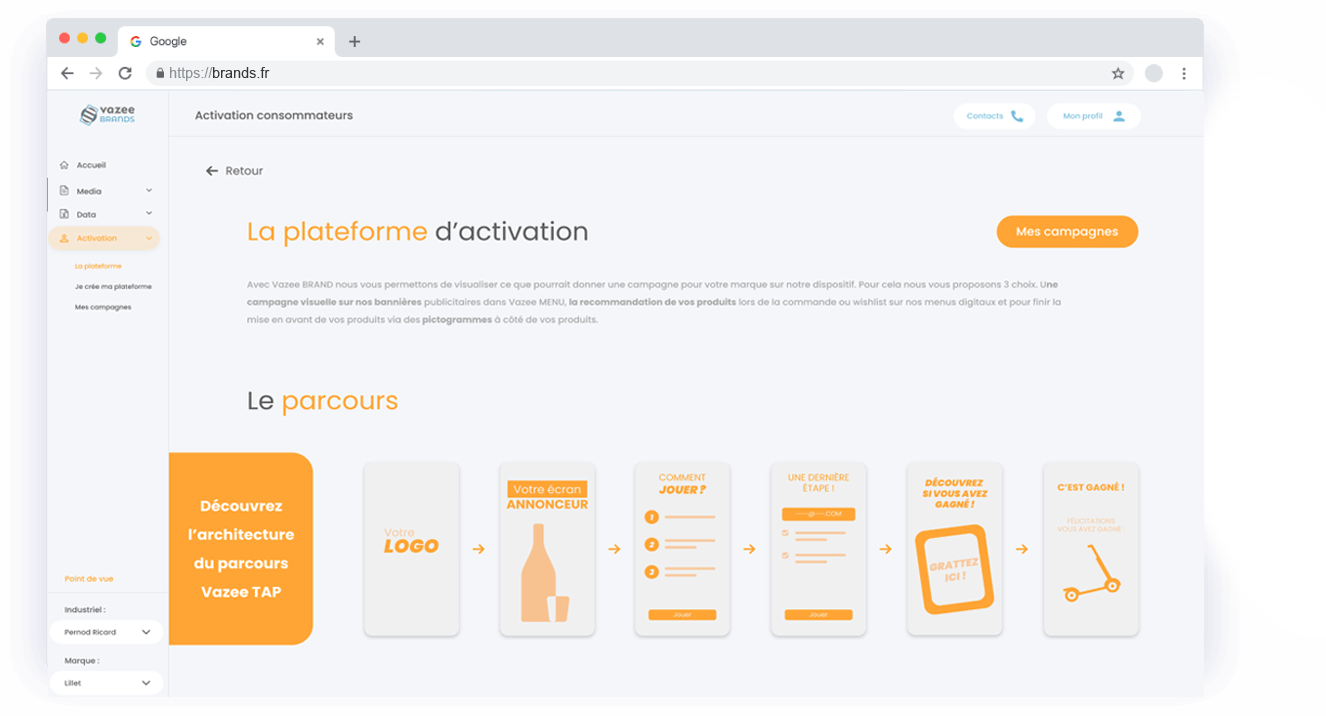 Google
https://brands.fr
vazee
BRANDS
Activation consommateurs
Contacts
Mon profil
Accueil
Media
Data
Activation
La plateforme
Je crée ma plateforme
Mes campagnes
Point de vue
Industriel :
Pernod Ricard
Marque :
Lillet
Retour
La plateforme d'activation
Mes campagnes
Avec Vazee BRAND nous vous permettons de visualiser ce que pourrait donner une campagne pour votre marque sur notre dispositif. Pour cela nous vous proposons 3 choix. Une
campagne visuelle sur nos bannières publicitaires dans Vazee MENU, la recommandation de vos produits lors de la commande ou wishlist sur nos menus digitaux et pour finir la
mise en avant de vos produits via des pictogrammes à côté de vos produits.
Le parcours
Découvrez
l'architecture
du parcours
Vazee TAP
Votre
LOGO
Votre écran
ANNONCEUR
COMMENT
JOUER ?
1
2
3
Jouer
UNE DERNIÈRE
ÉTAPE !
-----@-----.COM
Jouer
DÉCOUVREZ
SI VOUS AVEZ
GAGNÉ !
GRATTEZ
ICI !
C'EST GAGNÉ !
FÉLICITATIONS
VOUS AVEZ GAGNÉ